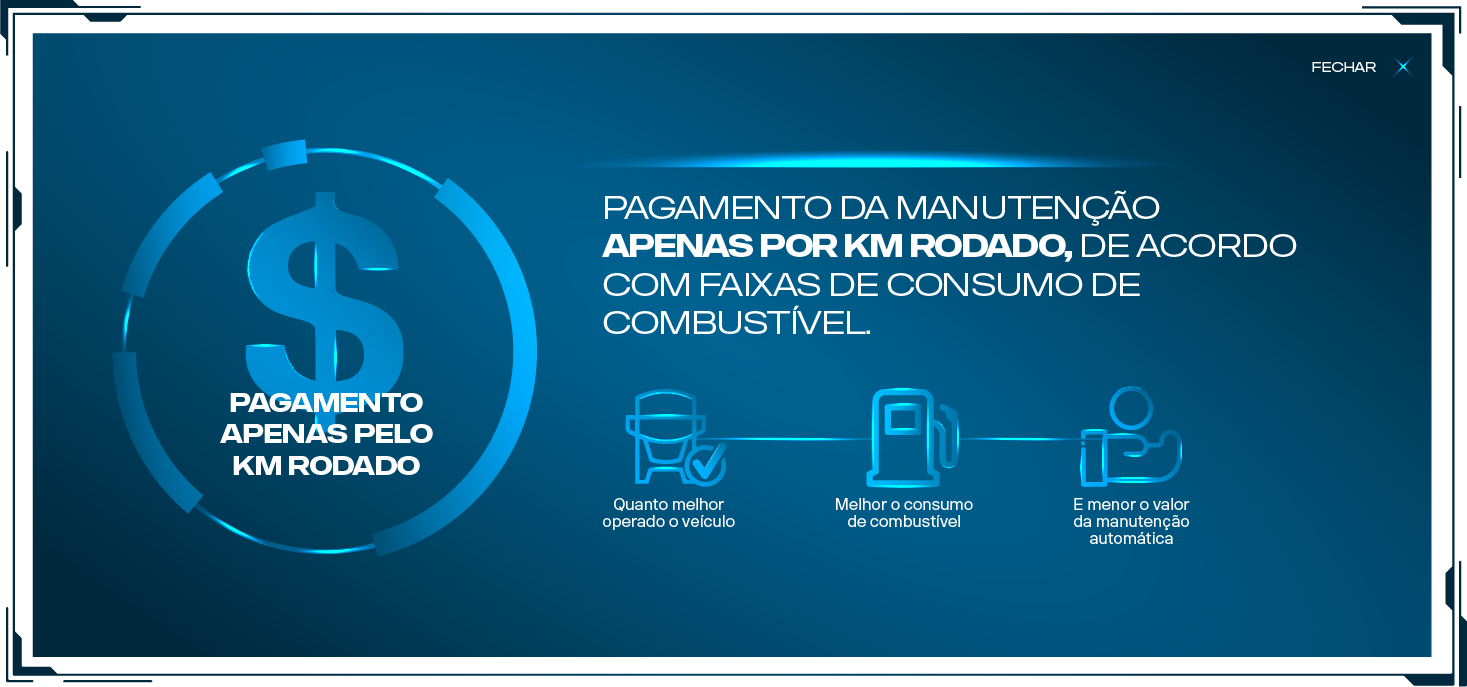 FECHAR
PAGAMENTO DA MANUTENÇÃO
APENAS POR KM RODADO, DE ACORDO
COM FAIXAS DE CONSUMO DE
COMBUSTÍVEL.
PAGAMENTO
APENAS PELO
KM RODADO
Quanto melhor
operado o veículo
Melhor o consumo
de combustível
E menor o valor
da manutenção
automática